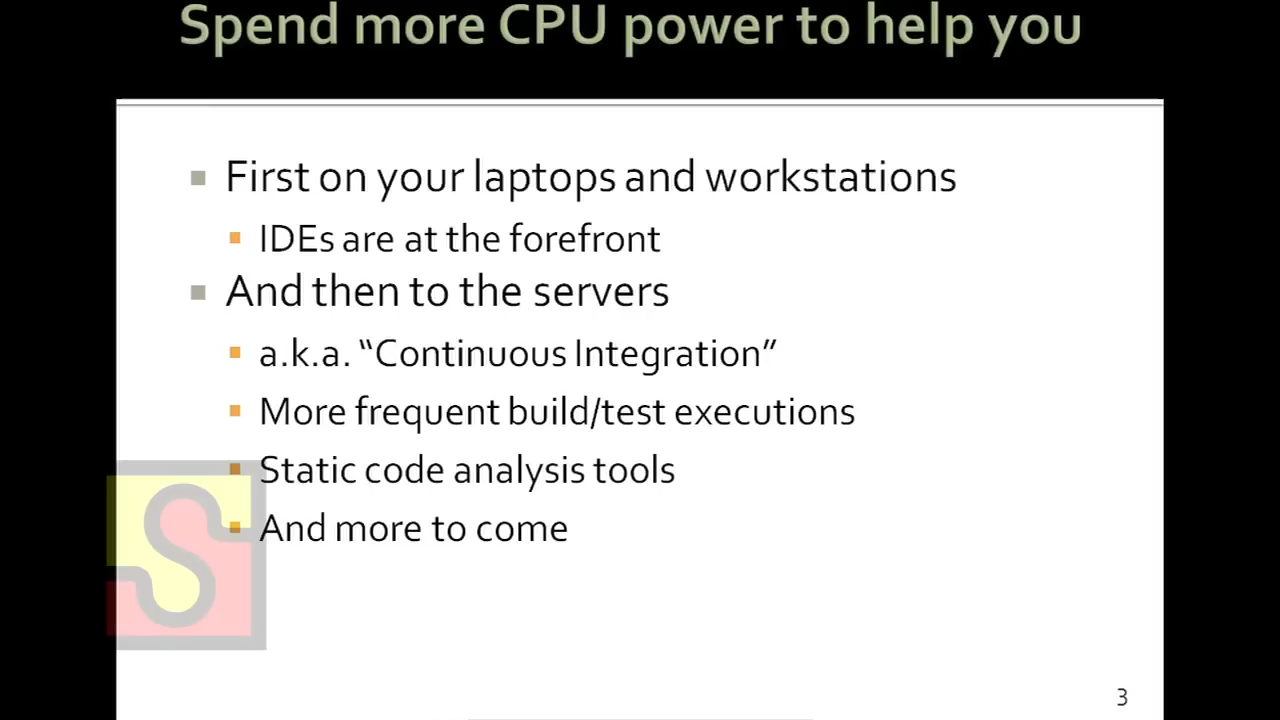 Spend more CPU power to help you
First on your laptops and workstations
IDEs are at the forefront
And then to the servers
a.k.a. “Continuous Integration”
More frequent build/test executions
Static code analysis tools
And more to come
S
3